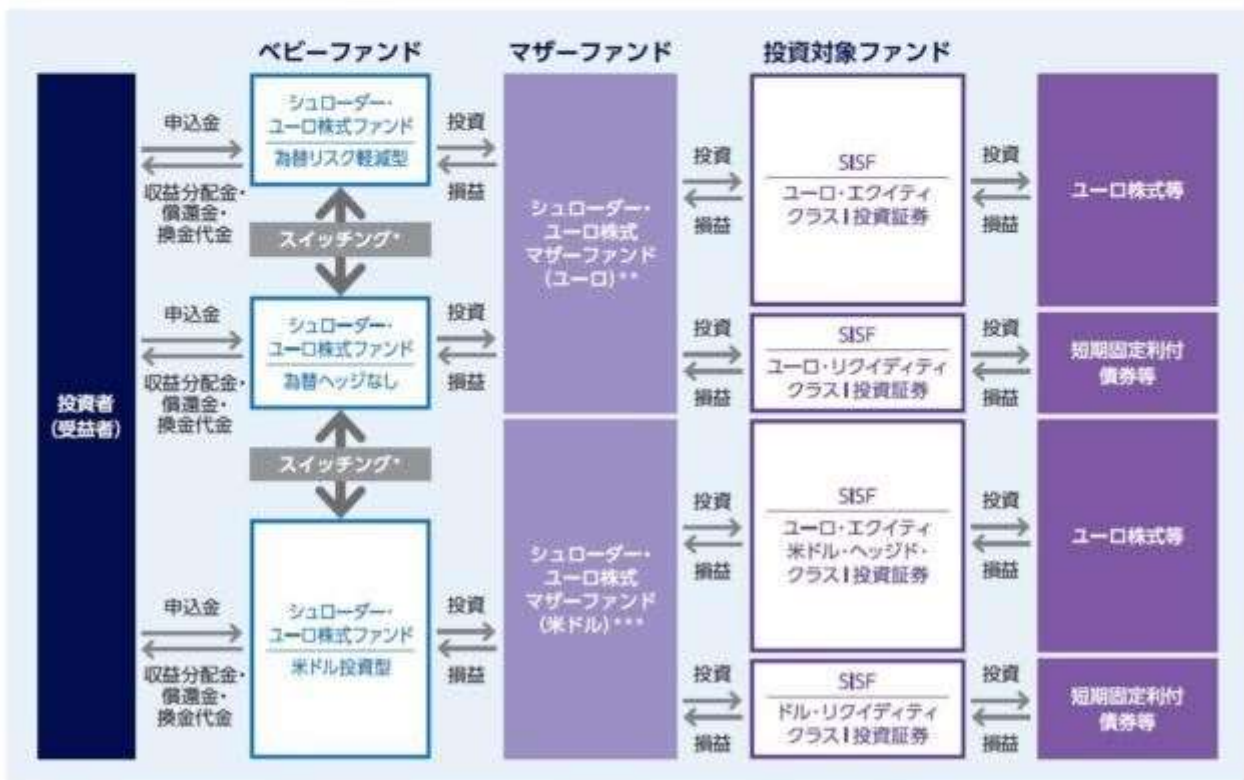 ベビーファンド
マザーファンド
投資対象ファンド
投資者
(受益者)
申込金
収益分配金・
償還金・
換金代金
シュローダー・
ユーロ株式ファンド
為替リスク軽減型
投資
損益
スイッチング*
申込金
収益分配金・
償還金・
換金代金
シュローダー・
ユーロ株式ファンド
為替ヘッジなし
投資
損益
スイッチング*
申込金
収益分配金・
償還金・
換金代金
シュローダー・
ユーロ株式ファンド
米ドル投資型
投資
損益
シュローダー・
ユーロ株式
マザーファンド
(ユーロ)**
投資
損益
SISF
ユーロ・エクイティ
クラスI投資証券
投資
損益
ユーロ株式等
投資
損益
SISF
ユーロ・リクイディティ
クラスI投資証券
投資
損益
短期固定利付
債券等
シュローダー・
ユーロ株式
マザーファンド
(米ドル)***
投資
損益
SISF
ユーロ・エクイティ
米ドル・ヘッジド・
クラスI投資証券
投資
損益
ユーロ株式等
投資
損益
SISF
ドル・リクイディティ
クラスI投資証券
投資
損益
短期固定利付
債券等